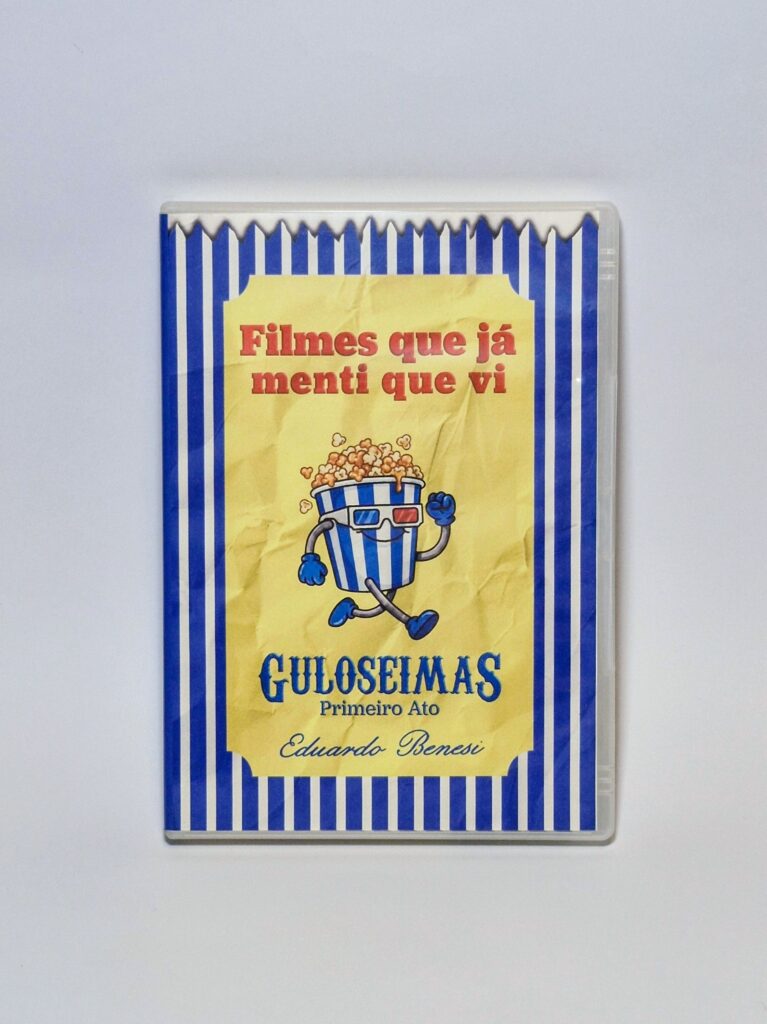 Filmes que já
menti que vi
GULOSEIMAS
Primeiro Ato
Eduardo Benesi